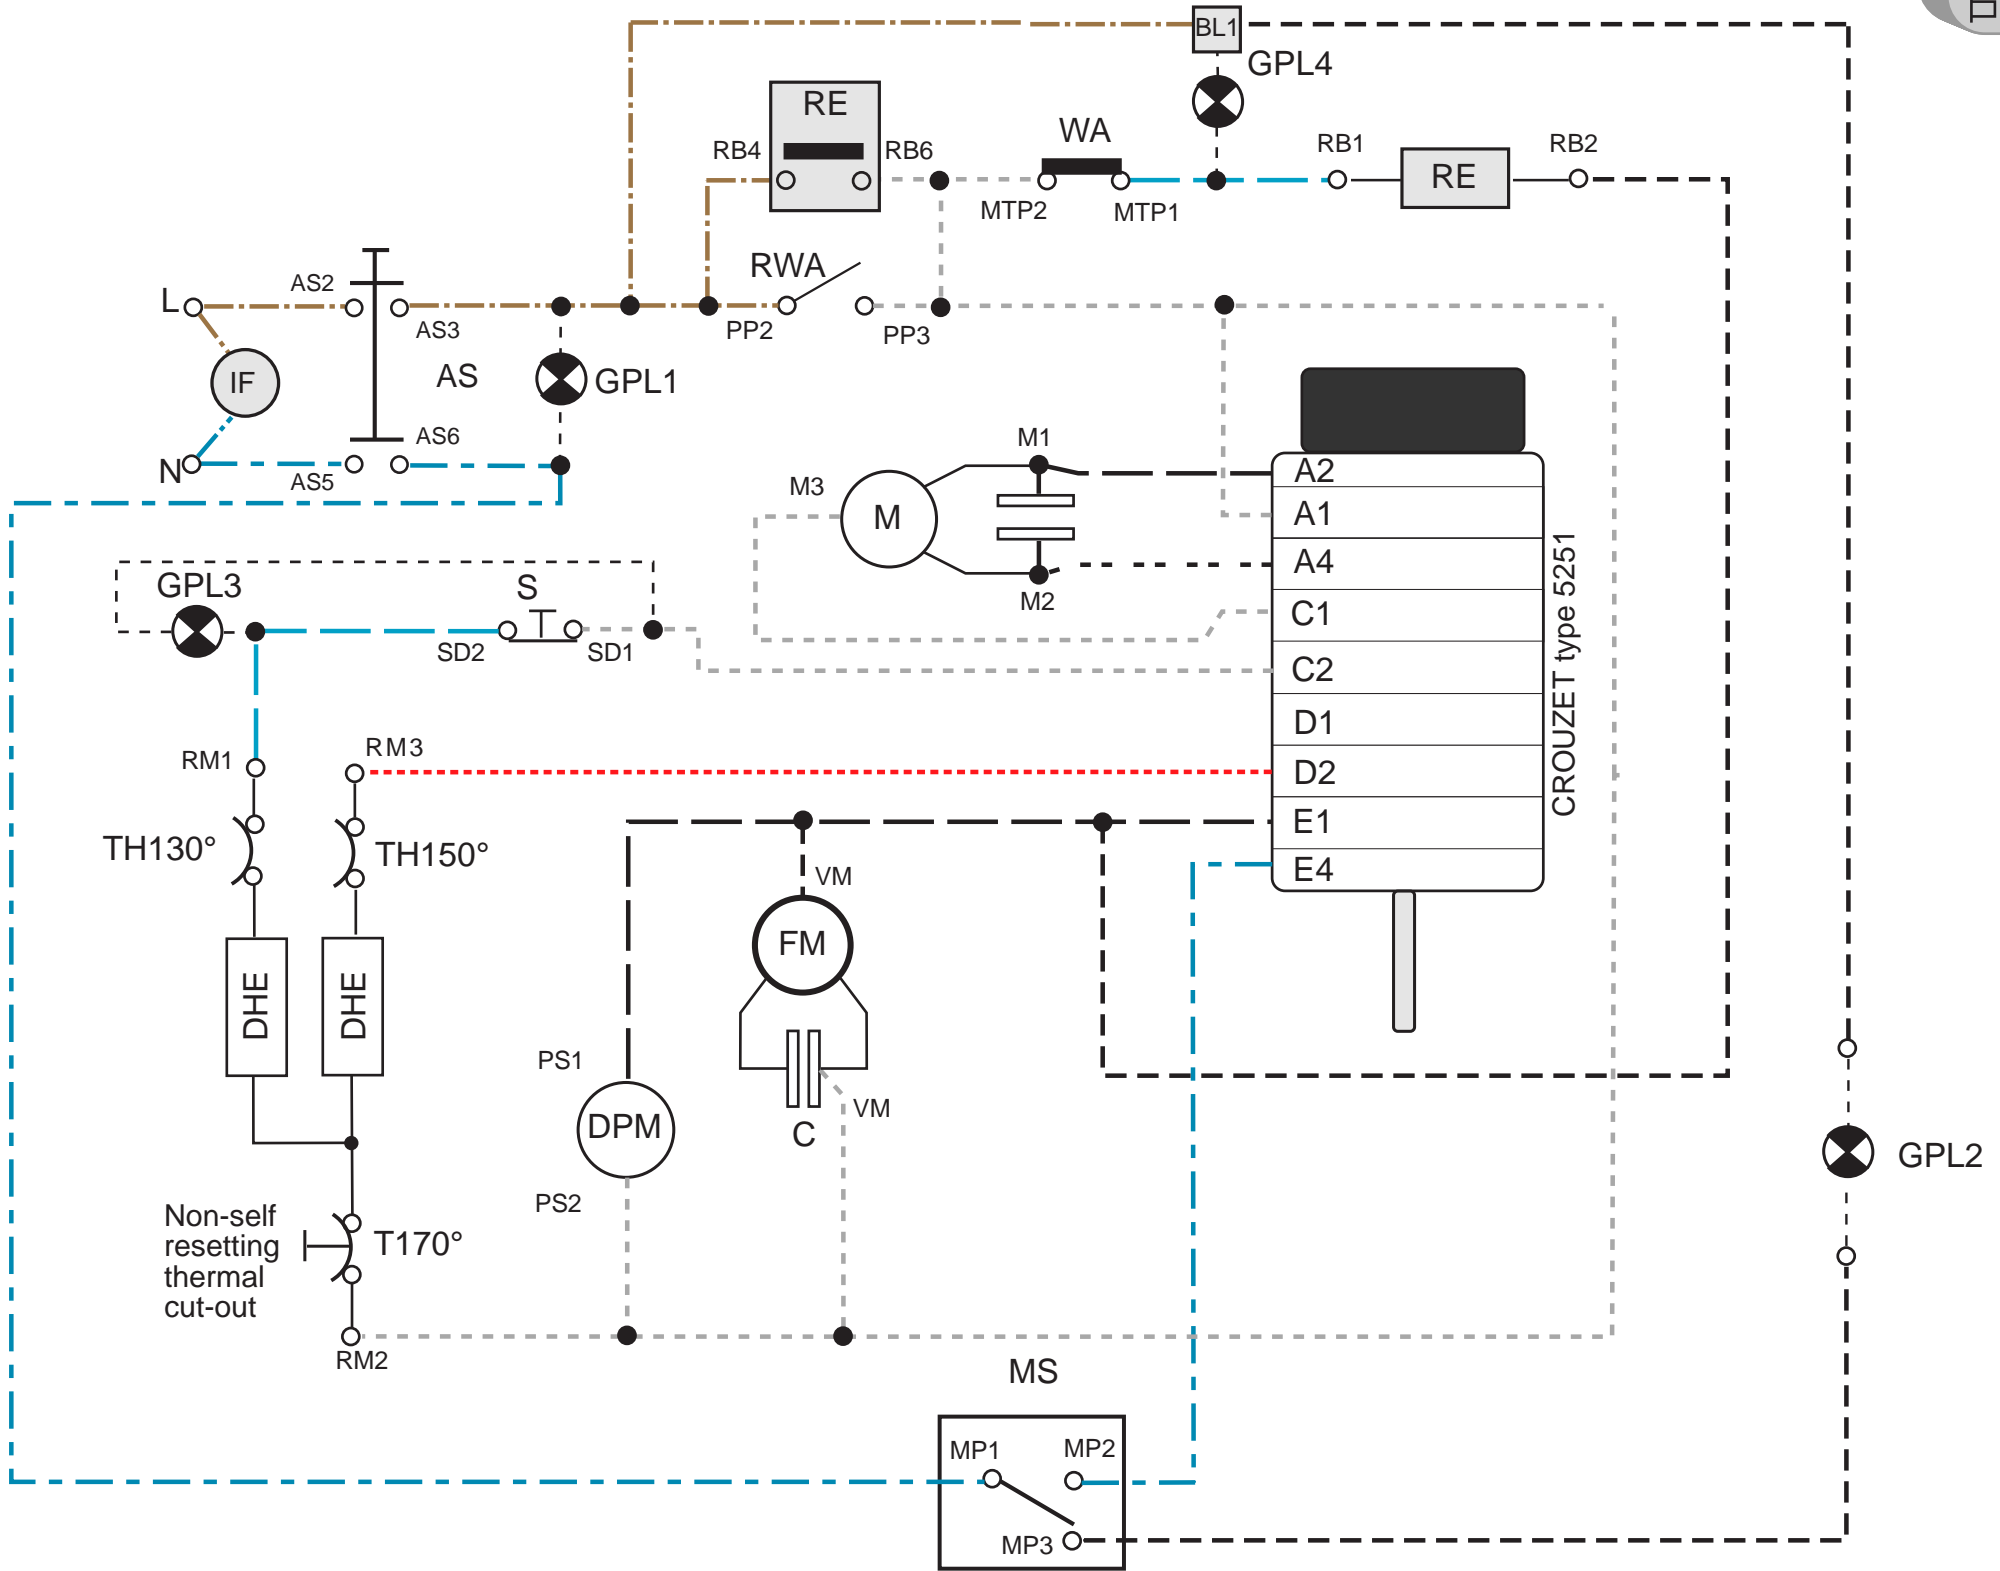 BL1
GPL4
RE
WA
RB4
RB6
RB1
RB2
RE
MTP2
MTP1
RWA
AS2
L
AS3
PP2
PP3
IF
AS
GPL1
AS6
N
AS5
M1
M3
M
M2
A2
A1
A4
C1
C2
D1
D2
E1
E4
CROUZET type 5251
GPL3
S
SD2
SD1
RM1
RM3
TH130°
TH150°
VM
FM
DHE
DHE
PS1
DPM
VM
C
PS2
GPL2
Non-self
resetting
thermal
cut-out
T170°
RM2
MS
MP1
MP2
MP3